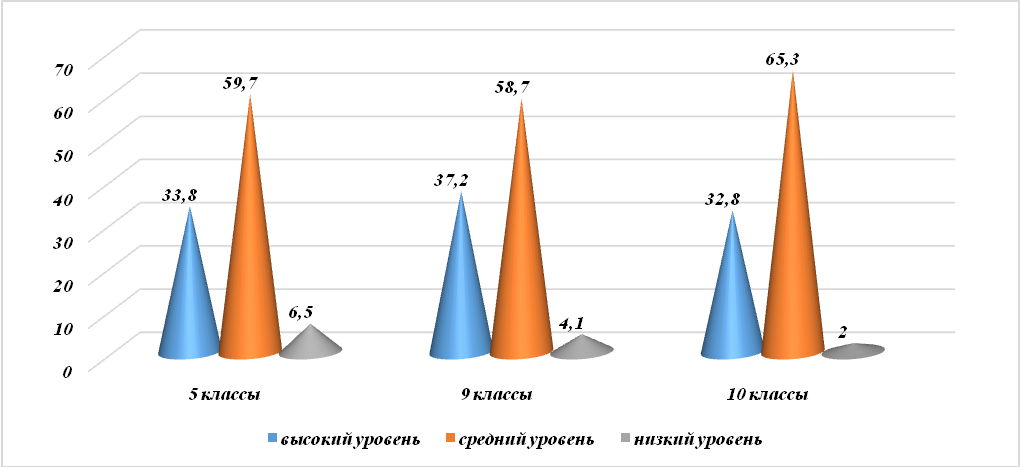 70
60
50
40
30
20
10
0
33,8
59,7
6,5
37,2
58,7
4,1
32,8
65,3
2
5 классы
9 классы
10 классы
высокий уровень
средний уровень
низкий уровень